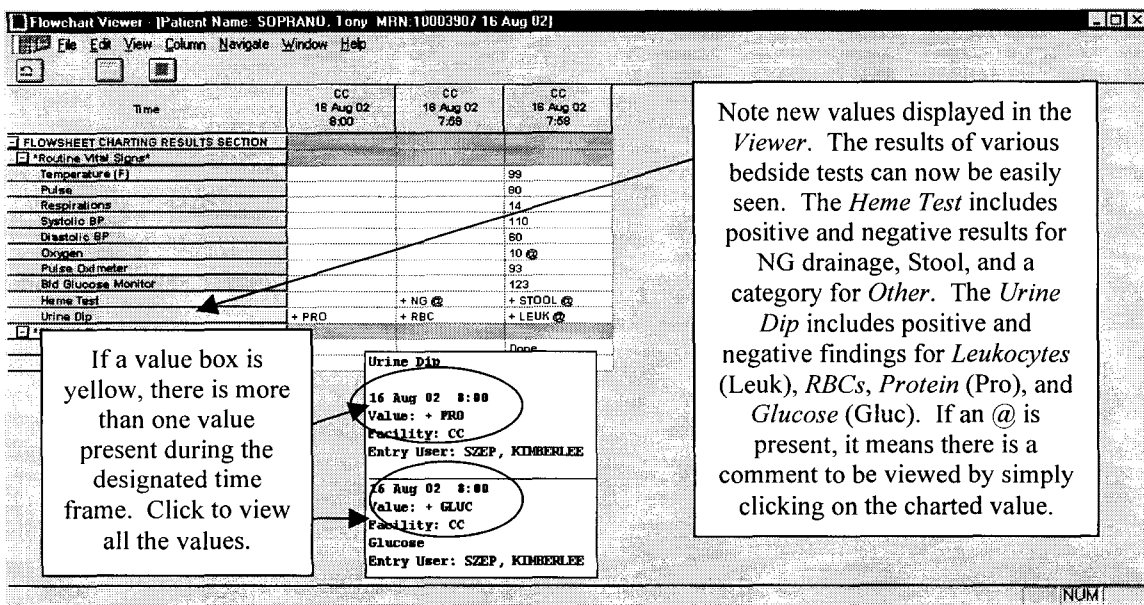 Flowchart Viewer - [Patient Name: SOPRANO, Tony MRN:10003907 16 Aug 02]
File Edit View Column Navigate Window Help
Time
CC
16 Aug 02
8:00
CC
16 Aug 02
7:59
CC
16 Aug 02
7:59
FLOWSHEET CHARTING RESULTS SECTION
*Routine Vital Signs*
Temperature (F) 99
Pulse 80
Respirations 14
Systolic BP 110
Diastolic BP 60
Oxygen 10 @
Pulse Oximeter 93
Bld Glucose Monitor 123
Heme Test + NG @ + STOOL @
Urine Dip + PRO + RBC + LEUK @
Done
If a value box is
yellow, there is more
than one value
present during the
designated time
frame. Click to view
all the values.
Urine Dip
16 Aug 02 8:00
Value: + PRO
Facility: CC
Entry User: SZEP, KIMBERLEE
16 Aug 02 8:00
Value: + GLUC
Facility: CC
Glucose
Entry User: SZEP, KIMBERLEE
Note new values displayed in the
Viewer. The results of various
bedside tests can now be easily
seen. The Heme Test includes
positive and negative results for
NG drainage, Stool, and a
category for Other. The Urine
Dip includes positive and
negative findings for Leukocytes
(Leuk), RBCs, Protein (Pro), and
Glucose (Gluc). If an @ is
present, it means there is a
comment to be viewed by simply
clicking on the charted value.
NUM